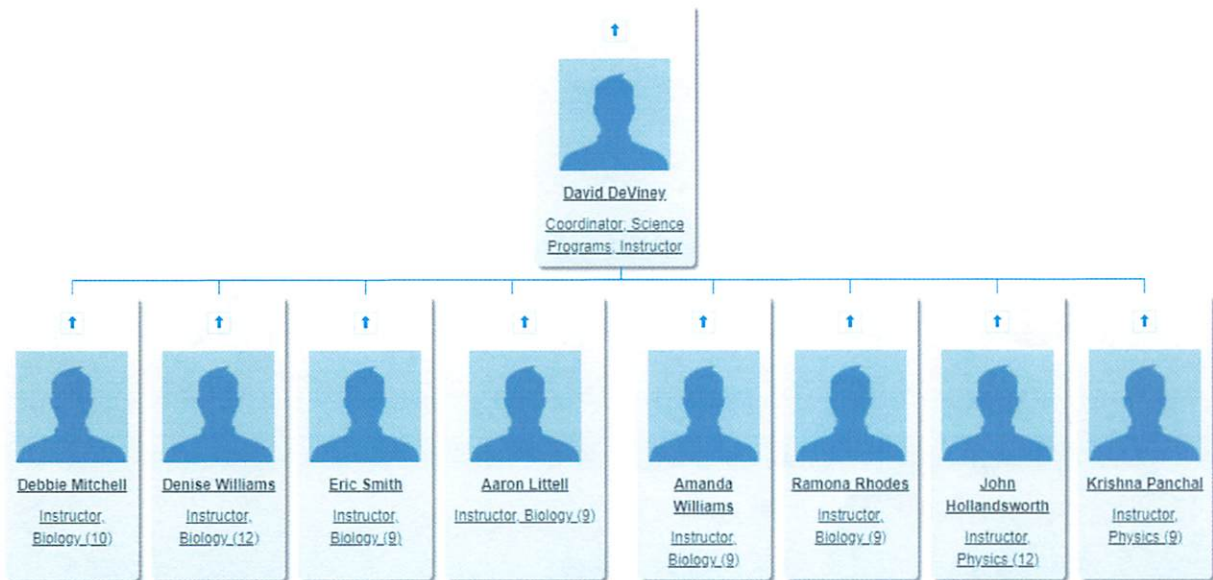 David DeViney
Coordinator, Science
Programs, Instructor
Debbie Mitchell
Instructor,
Biology (10)
Denise Williams
Instructor,
Biology (12)
Eric Smith
Instructor,
Biology (9)
Aaron Littell
Instructor, Biology (9)
Amanda
Williams
Instructor,
Biology (9)
Ramona Rhodes
Instructor,
Biology (9)
John
Hollandsworth
Instructor,
Physics (12)
Krishna Panchal
Instructor,
Physics (9)